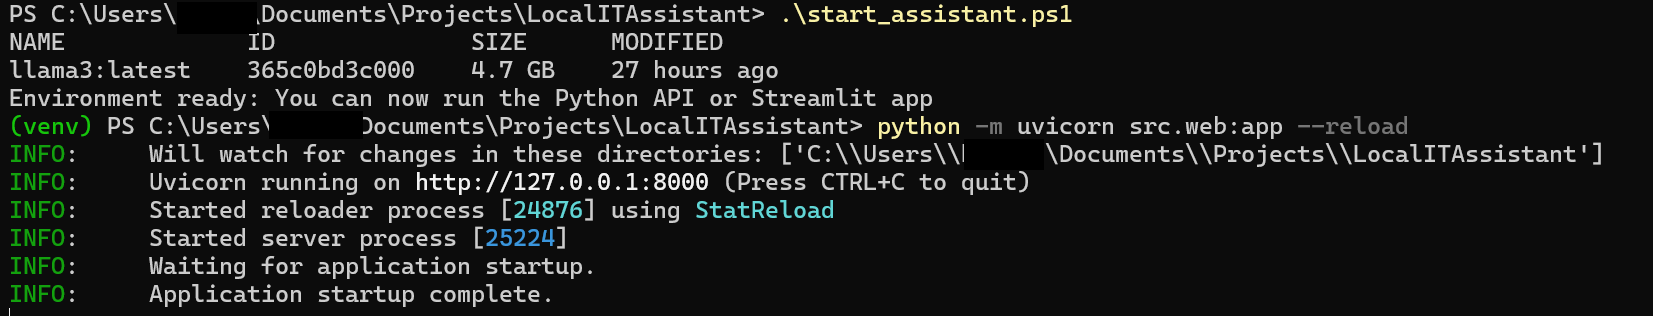 PS C:\Users\ \Documents\Projects\LocalITAssistant> .\start_assistant.ps1
NAME ID SIZE MODIFIED
llama3:latest 365c0bd3c000 4.7 GB 27 hours ago
Environment ready: You can now run the Python API or Streamlit app
(venv) PS C:\Users\ Documents\Projects\LocalITAssistant> python -m uvicorn src.web:app --reload
INFO: Will watch for changes in these directories: ['C:\\Users\\ \Documents\\Projects\\LocalITAssistant']
INFO: Uvicorn running on http://127.0.0.1:8000 (Press CTRL+C to quit)
INFO: Started reloader process [24876] using StatReload
INFO: Started server process [25224]
INFO: Waiting for application startup.
INFO: Application startup complete.